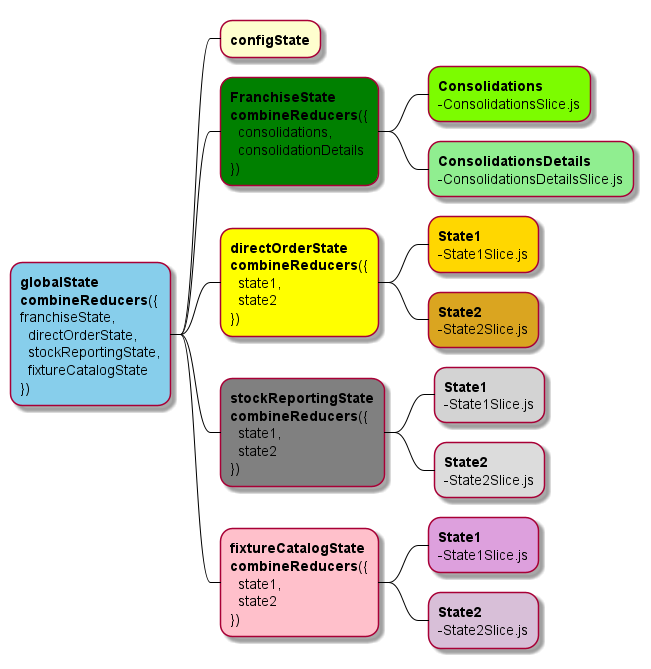 globalState
combineReducers({
franchiseState,
directOrderState,
stockReportingState,
fixtureCatalogState
})
configState
FranchiseState
combineReducers({
consolidations,
consolidationDetails
})
Consolidations
-ConsolidationsSlice.js
ConsolidationsDetails
-ConsolidationsDetailsSlice.js
directOrderState
combineReducers({
state1,
state2
})
State1
-State1Slice.js
State2
-State2Slice.js
stockReportingState
combineReducers({
state1,
state2
})
State1
-State1Slice.js
State2
-State2Slice.js
fixtureCatalogState
combineReducers({
state1,
state2
})
State1
-State1Slice.js
State2
-State2Slice.js